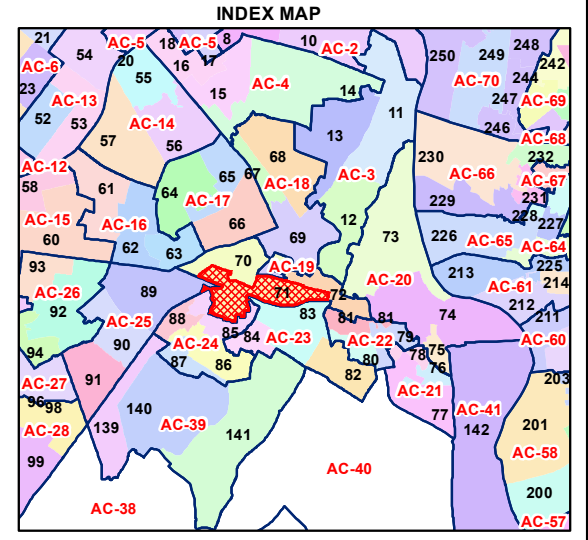 INDEX MAP
21 AC-5 18 AC-5 8 10 AC-2 248
54 20 17 250 249
AC-6 16 AC-70 242
55 AC-4 244
23 AC-13 15 14 247 AC-69
52 53 AC-14 11 246
57 56 13 AC-68
AC-12 68 230 232
58 61 65 67 AC-18 AC-3 AC-66 AC-67
64 AC-17 229 231
AC-15 AC-16 66 12 228 227
60 62 63 69 73 226 AC-65 AC-64
93 70 AC-19 225
AC-26 89 71 72 AC-20 213 AC-61 214
92 88 83 81 81 74 212 211
AC-25 85 84 AC-23 AC-22 79 AC-60
94 90 AC-24 87 86 80 78 75 76
AC-27 91 82 AC-21 203
96 98 140 AC-39 77 AC-41
AC-28 139 141 142 201
99 AC-40 AC-58
200
AC-38 AC-57